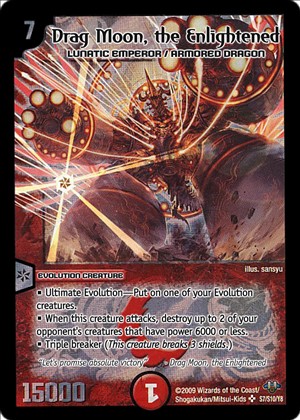 7
Drag Moon, the Enlightened
LUNATIC EMPEROR / ARMORED DRAGON
illus. sansyu
EVOLUTION CREATURE
■ Ultimate Evolution—Put on one of your Evolution
creatures.
■ When this creature attacks, destroy up to 2 of your
opponent's creatures that have power 6000 or less.
■ Triple breaker (This creature breaks 3 shields.)
"Let's promise absolute victory" Drag Moon, the Enlightened
15000
1
©2009 Wizards of the Coast/
Shogakukan/Mitsui-Kids S7/S10/Y8